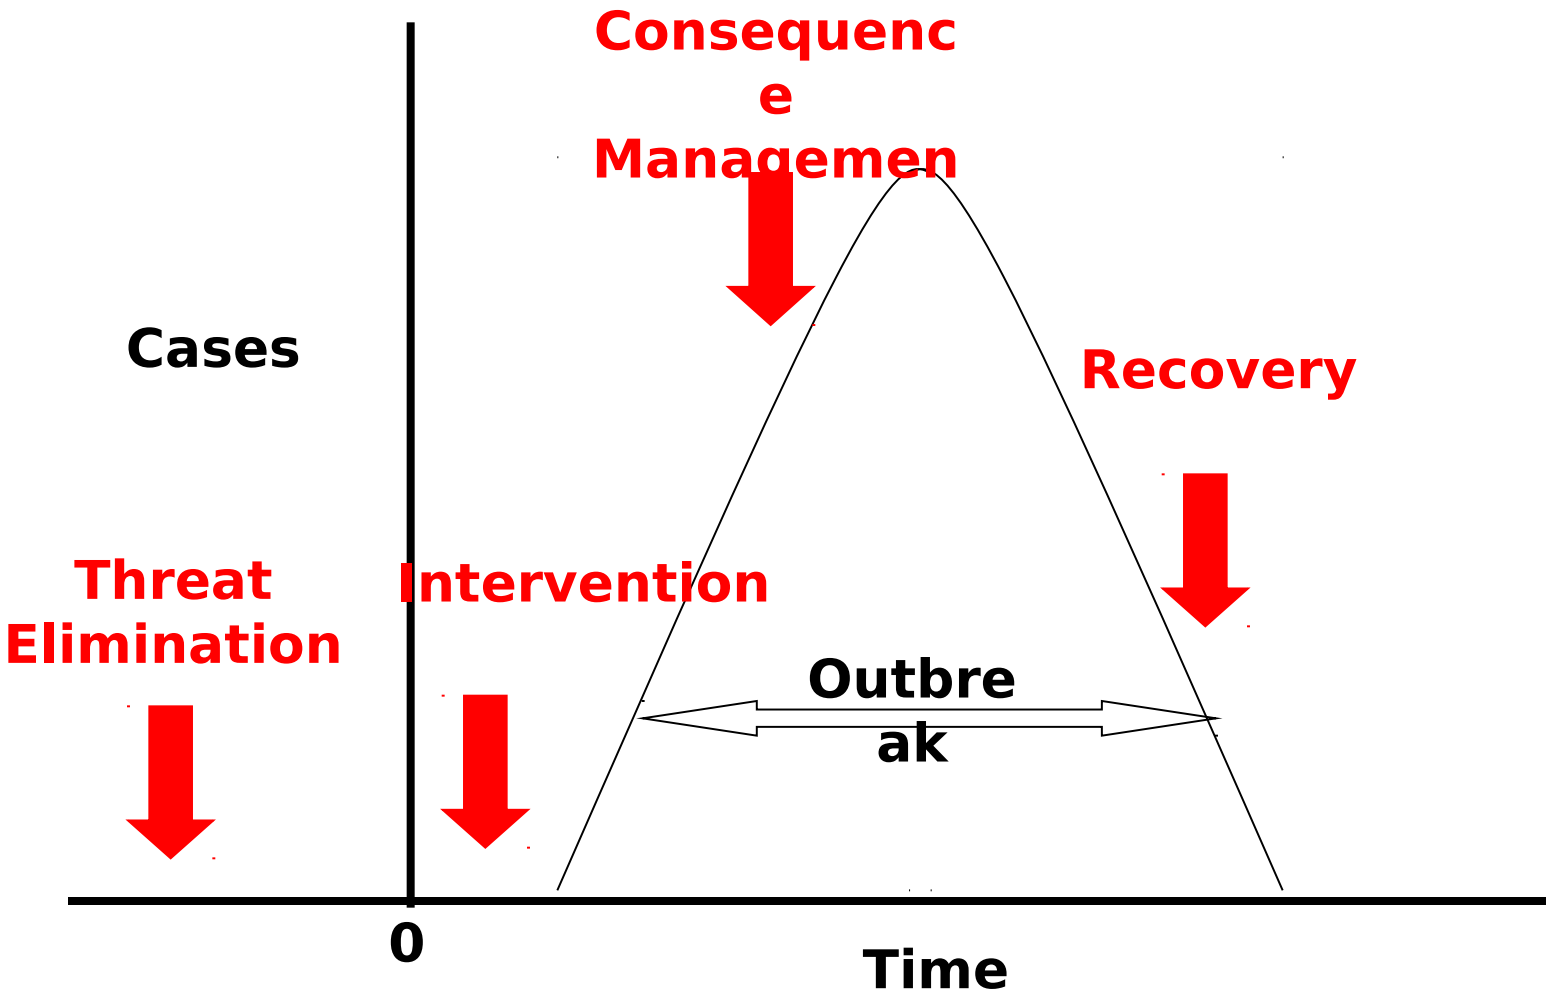 Consequenc
e
Managemen
Cases
Recovery
Threat
Elimination
Intervention
Outbre
ak
0
Time